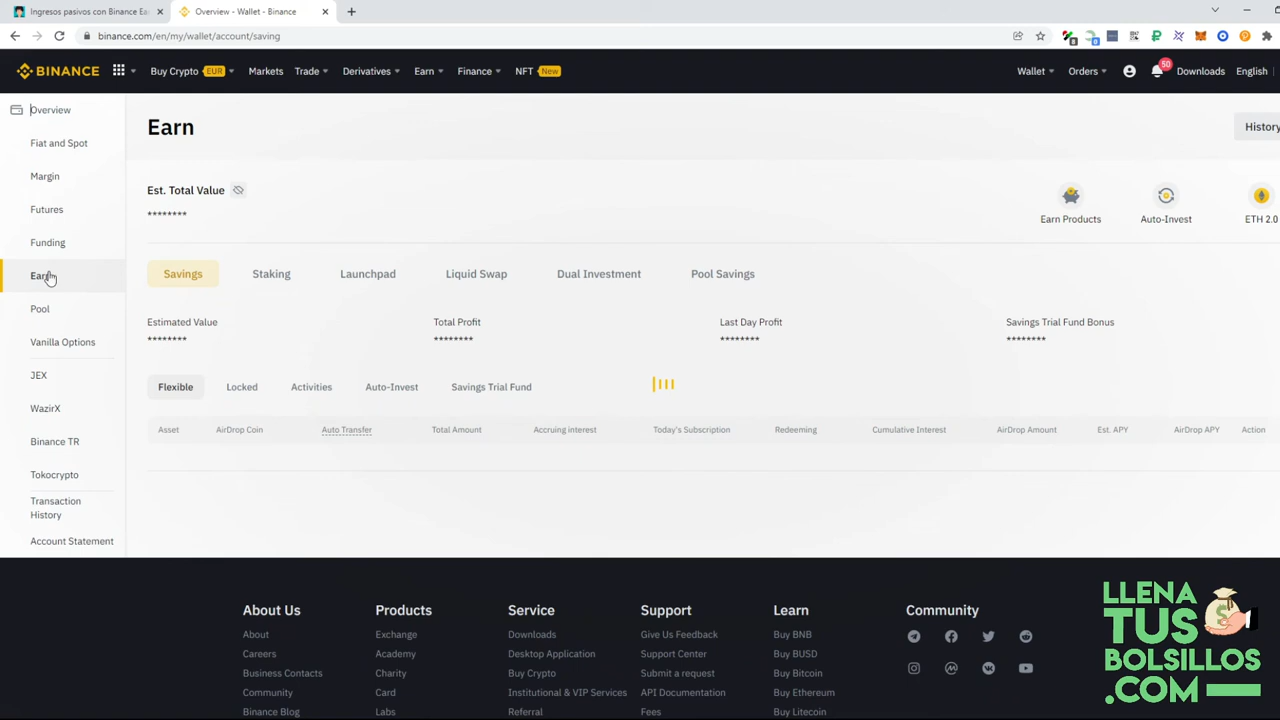 Ingresos pasivos con Binance Ea
Overview - Wallet - Binance
binance.com/en/my/wallet/account/saving
BINANCE
Buy Crypto EUR
Markets
Trade
Derivatives
Earn
Finance
NFT New
Wallet
Orders
50
Downloads
English
Overview
Fiat and Spot
Margin
Futures
Funding
Earn
Pool
Vanilla Options
JEX
WazirX
Binance TR
Tokocrypto
Transaction
History
Account Statement
Earn
History
Est. Total Value
********
Earn Products
Auto-Invest
ETH 2.0
Savings
Staking
Launchpad
Liquid Swap
Dual Investment
Pool Savings
Estimated Value
********
Total Profit
********
Last Day Profit
********
Savings Trial Fund Bonus
********
Flexible
Locked
Activities
Auto-Invest
Savings Trial Fund
Asset
AirDrop Coin
Auto Transfer
Total Amount
Accruing interest
Today's Subscription
Redeeming
Cumulative Interest
AirDrop Amount
Est. APY
AirDrop APY
Action
About Us
About
Careers
Business Contacts
Community
Binance Blog
Products
Exchange
Academy
Charity
Card
Labs
Service
Downloads
Desktop Application
Buy Crypto
Institutional & VIP Services
Referral
Support
Give Us Feedback
Support Center
Submit a request
API Documentation
Fees
Learn
Buy BNB
Buy BUSD
Buy Bitcoin
Buy Ethereum
Buy Litecoin
Community
LLENA
TUS
BOLSILLOS
.COM